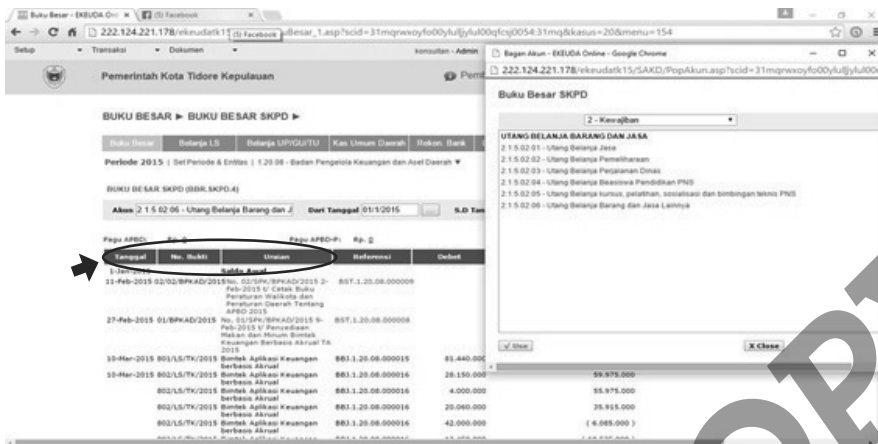 Buku Besar - EKEUDA Onl
(5) Facebook
222.124.221.178/ekeudatk15
(5) Facebook
Besar_1.asp?scid=31mqrwxoyfo00ylulljylul00qfcsj0054:31mq&kasus=20&menu=154
Setup
Transaksi
Dokumen
konsultan - Admin
Pemerintah Kota Tidore Kepulauan
BUKU BESAR ► BUKU BESAR SKPD ►
Buku Besar Belanja LS Belanja UP/GU/TU Kas Umum Daerah Rekon. Bank
Periode 2015 | Set Periode & Entitas | 1.20.08 - Badan Pengelola Keuangan dan Aset Daerah ▼
BUKU BESAR SKPD (BBR.SKPD.4)
Akun 2 1 5 02 06 - Utang Belanja Barang dan J Dari Tanggal 01/1/2015 S.D Tan
Pagu APBD: Rp. 0 Pagu APBD-P: Rp. 0
Tanggal No. Bukti Uraian Referensi Debet
1-Jan-2015 Saldo Awal
11-Feb-2015 02/02/BPKAD/2015 No. 02/SPK/BPKAD/2015 2- BST.1.20.08.000009
Feb-2015 t/ Cetak Buku
Peraturan Walikota dan
Peraturan Daerah Tentang
APBD 2015
27-Feb-2015 01/BPKAD/2015 No. 01/SPK/BPKAD/2015 9- BST.1.20.08.000008
Feb-2015 t/ Penyediaan
Makan dan Minum Bimtek
Keuangan Berbasis Akrual TA
2015
10-Mar-2015 801/LS/TK/2015 Bimtek Aplikasi Keuangan BBJ.1.20.08.000015 81.440.000
berbasis Akrual
10-Mar-2015 802/LS/TK/2015 Bimtek Aplikasi Keuangan BBJ.1.20.08.000016 28.150.000 59.975.000
berbasis Akrual
802/LS/TK/2015 Bimtek Aplikasi Keuangan BBJ.1.20.08.000016 4.000.000 55.975.000
berbasis Akrual
802/LS/TK/2015 Bimtek Aplikasi Keuangan BBJ.1.20.08.000016 20.060.000 35.915.000
berbasis Akrual
802/LS/TK/2015 Bimtek Aplikasi Keuangan BBJ.1.20.08.000016 42.000.000 ( 6.085.000 )
berbasis Akrual
Bagan Akun - EKEUDA Online - Google Chrome
222.124.221.178/ekeudatk15/SAKD/PopAkun.asp?scid=31mqrwxoyfo00ylulljylul00
Buku Besar SKPD
2 - Kewajiban
UTANG BELANJA BARANG DAN JASA
2 1 5 02 01 - Utang Belanja Jasa
2 1 5 02 02 - Utang Belanja Pemeliharaan
2 1 5 02 03 - Utang Belanja Perjalanan Dinas
2 1 5 02 04 - Utang Belanja Beasiswa Pendidikan PNS
2 1 5 02 05 - Utang Belanja kursus, pelatihan, sosialisasi dan bimbingan teknis PNS
2 1 5 02 06 - Utang Belanja Barang dan Jasa Lainnya
√ Use
X Close
OP